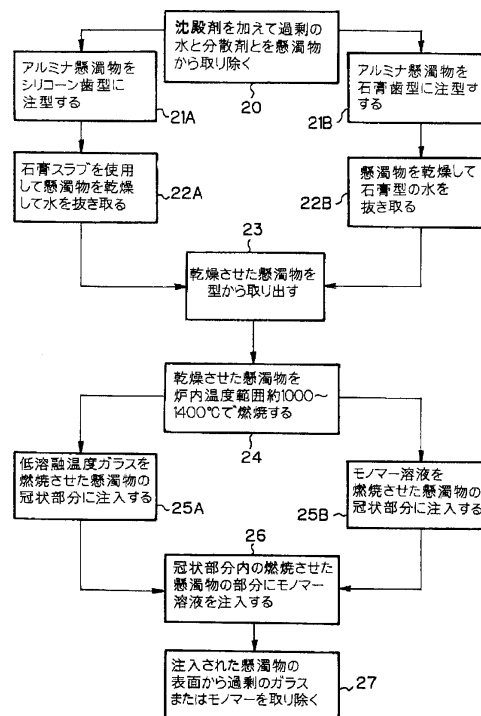 沈殿剤を加えて過剰の
水と分散剤とを懸濁物
から取り除く
20
アルミナ懸濁物を
シリコーン歯型に
注型する
21A
アルミナ懸濁物を
石膏歯型に注型す
する
21B
石膏スラブを使用
して懸濁物を乾燥
して水を抜き取る
22A
懸濁物を乾燥して
石膏型の水を
抜き取る
22B
23
乾燥させた懸濁物を
型から取り出す
乾燥させた懸濁物を
炉内温度範囲約1000～
1400℃で燃焼する
24
低溶融温度ガラスを
燃焼させた懸濁物の
冠状部分に注入する
25A
モノマー溶液を
燃焼させた懸濁物の
冠状部分に注入する
25B
26
冠状部分内の燃焼させた
懸濁物の部分にモノマー
溶液を注入する
注入された懸濁物の
表面から過剰のガラス
またはモノマーを取り除く
27